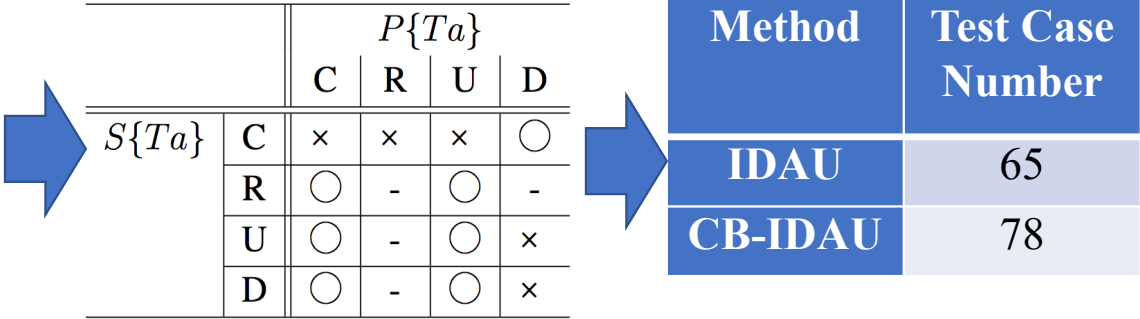 P{Ta}
C R U D
S{Ta} C × × × ○
R ○ - ○ -
U ○ - ○ ×
D ○ - ○ ×
Method Test Case Number
IDAU 65
CB-IDAU 78